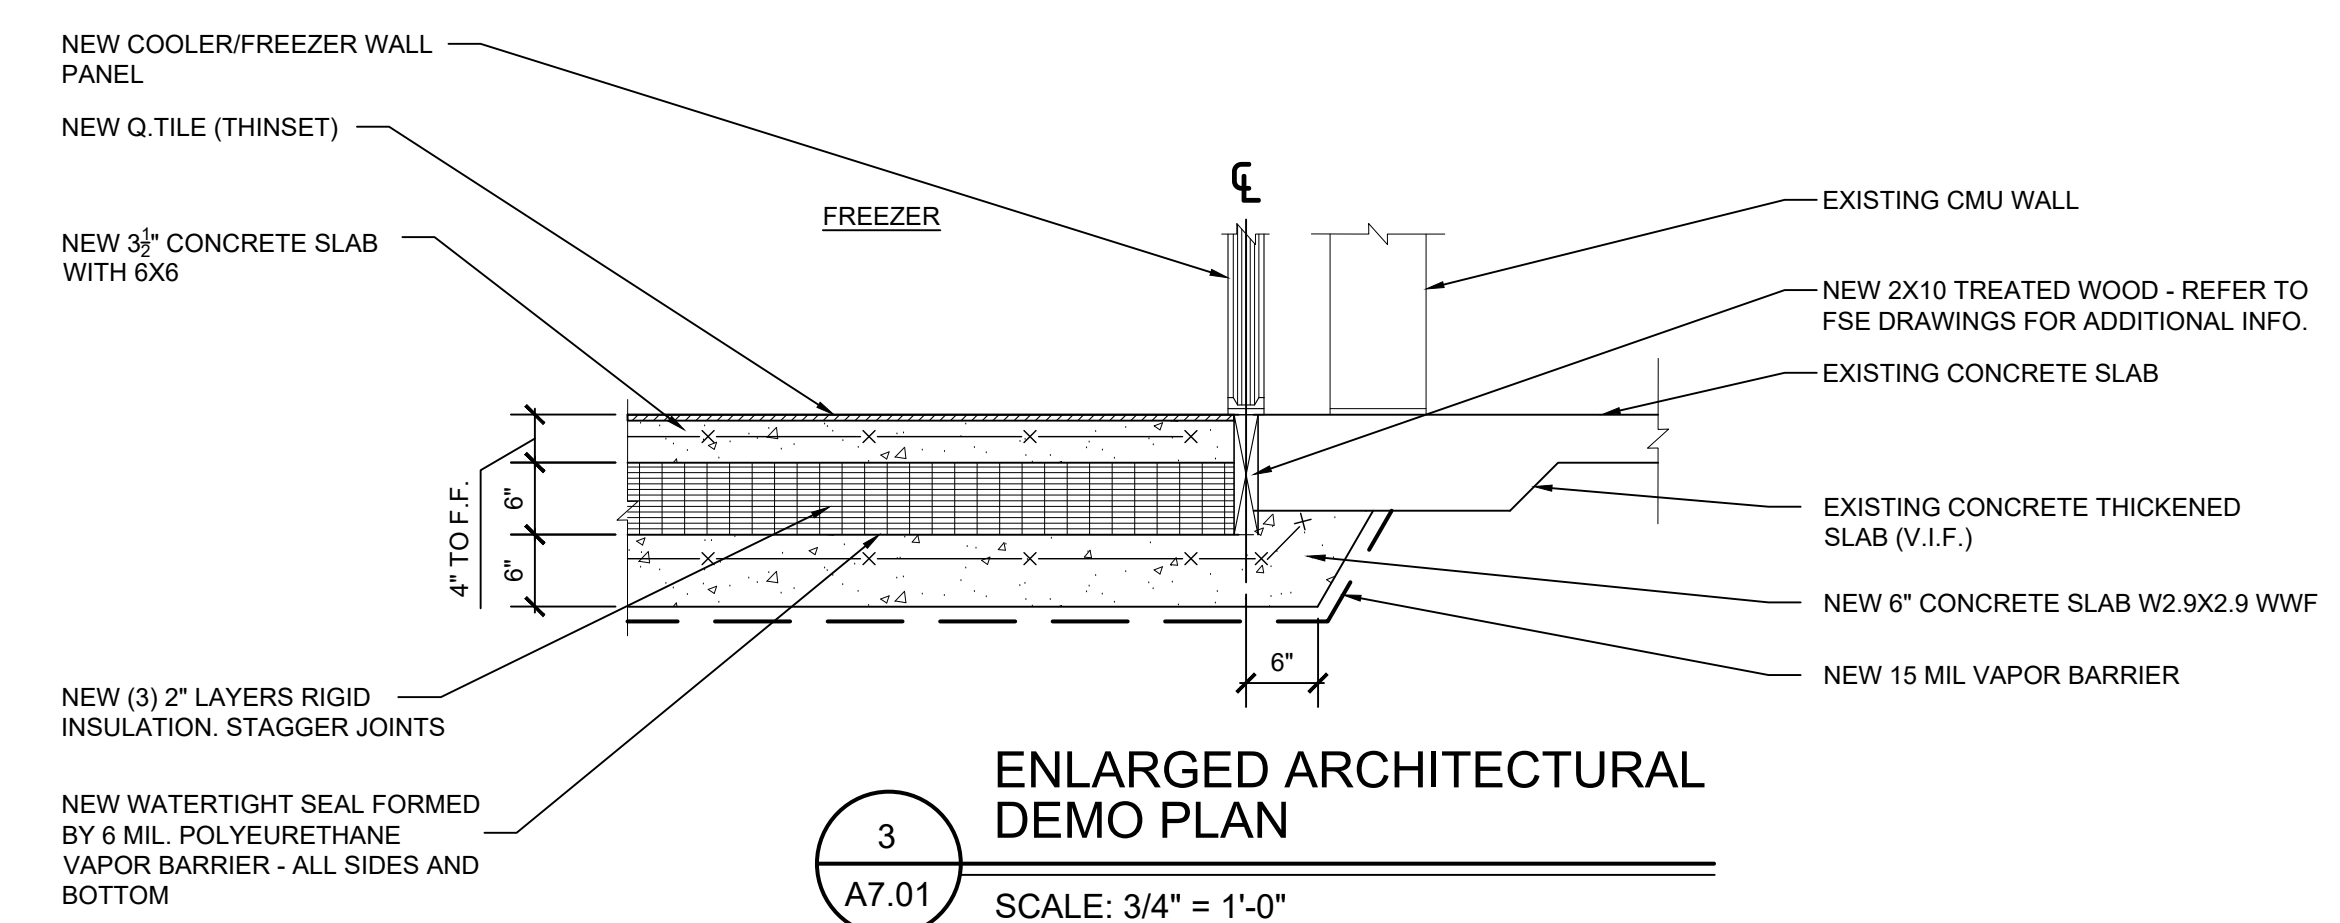 NEW COOLER/FREEZER WALL
PANEL
NEW Q.TILE (THINSET)
NEW 3½" CONCRETE SLAB
WITH 6X6
FREEZER
℄
EXISTING CMU WALL
NEW 2X10 TREATED WOOD - REFER TO
FSE DRAWINGS FOR ADDITIONAL INFO.
EXISTING CONCRETE SLAB
EXISTING CONCRETE THICKENED
SLAB (V.I.F.)
NEW 6" CONCRETE SLAB W2.9X2.9 WWF
NEW 15 MIL VAPOR BARRIER
4" TO F.F.
6"
6"
6"
NEW (3) 2" LAYERS RIGID
INSULATION. STAGGER JOINTS
NEW WATERTIGHT SEAL FORMED
BY 6 MIL. POLYEURETHANE
VAPOR BARRIER - ALL SIDES AND
BOTTOM
3
A7.01
ENLARGED ARCHITECTURAL
DEMO PLAN
SCALE: 3/4" = 1'-0"